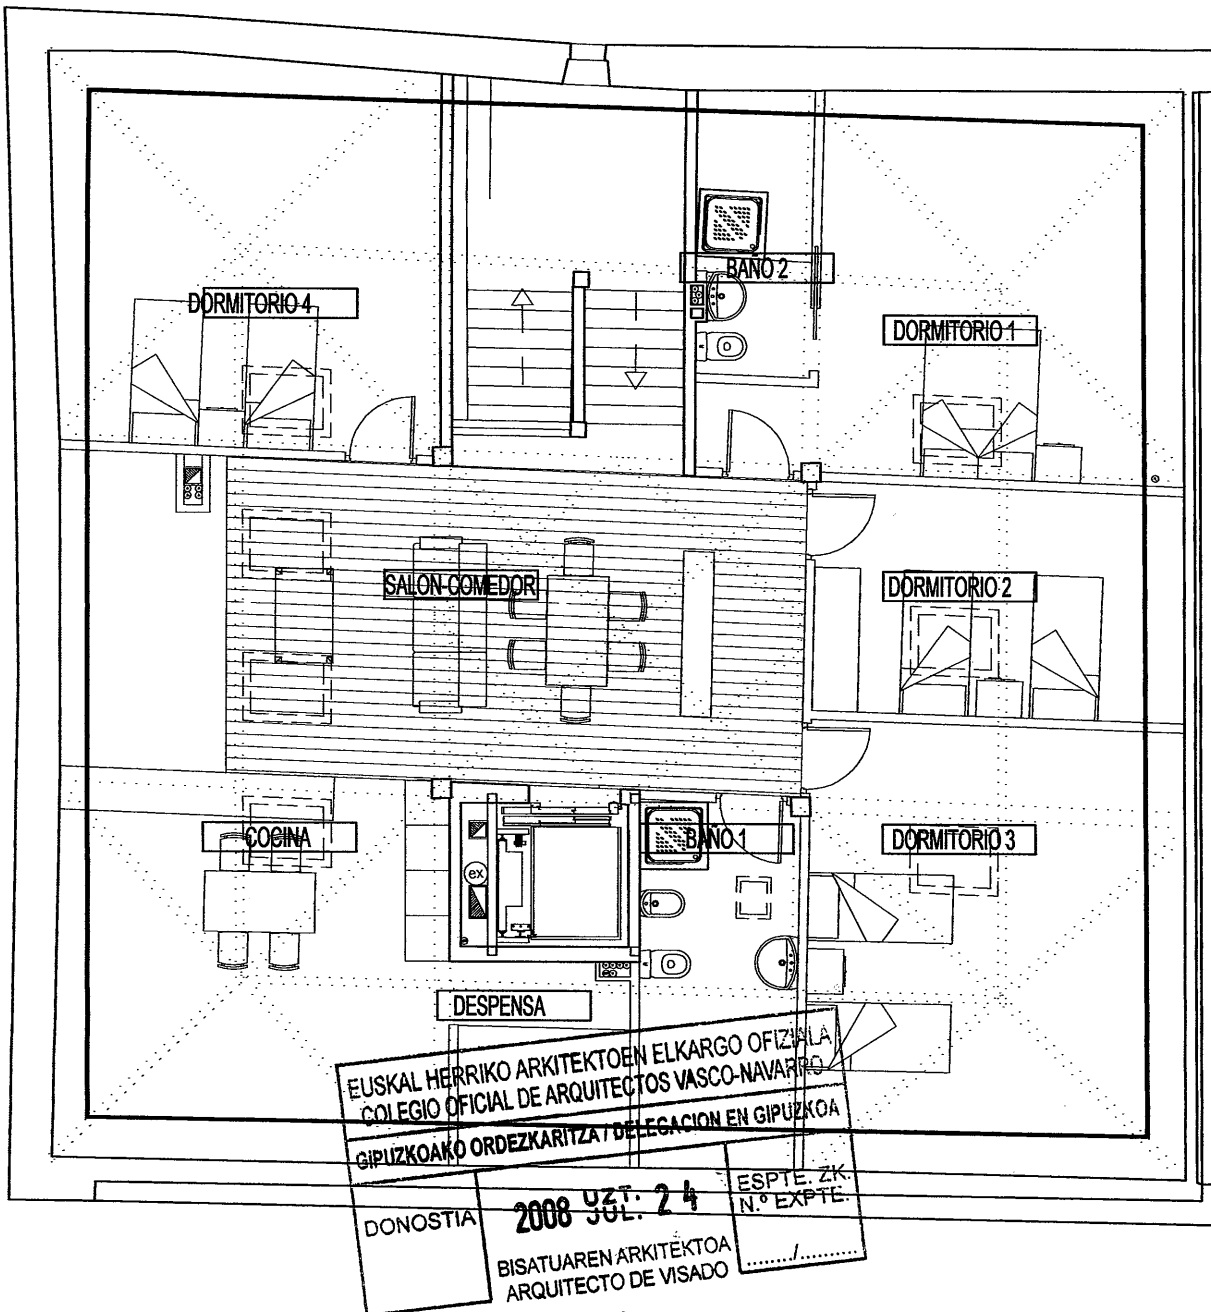 BAÑO 2
DORMITORIO 4
DORMITORIO 1
SALON-COMEDOR
DORMITORIO 2
COCINA
BAÑO 1
DORMITORIO 3
ex
DESPENSA
EUSKAL HERRIKO ARKITEKTOEN ELKARGO OFIZIALA
COLEGIO OFICIAL DE ARQUITECTOS VASCO-NAVARRO
GIPUZKOAKO ORDEZKARITZA / DELEGACION EN GIPUZKOA
DONOSTIA
2008 UZT. JUL. 24
ESPTE. ZK.
N.º EXPTE.
BISATUAREN ARKITEKTOA
ARQUITECTO DE VISADO
......../..........